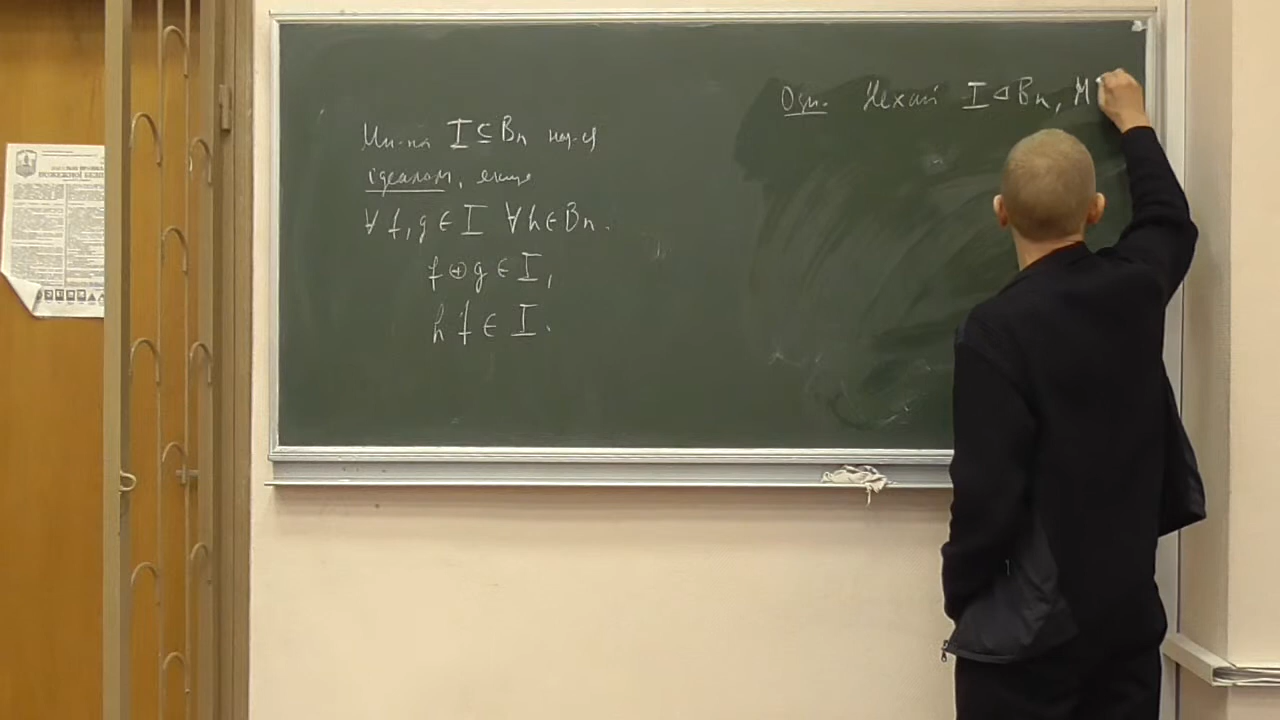 Мн-на I ⊆ Bn наз-ся
ідеалом, якщо
∀ f, g ∈ I ∀ h ∈ Bn.
f ⊕ g ∈ I,
h f ∈ I.
Озн. Нехай I ⊲ Bn, М